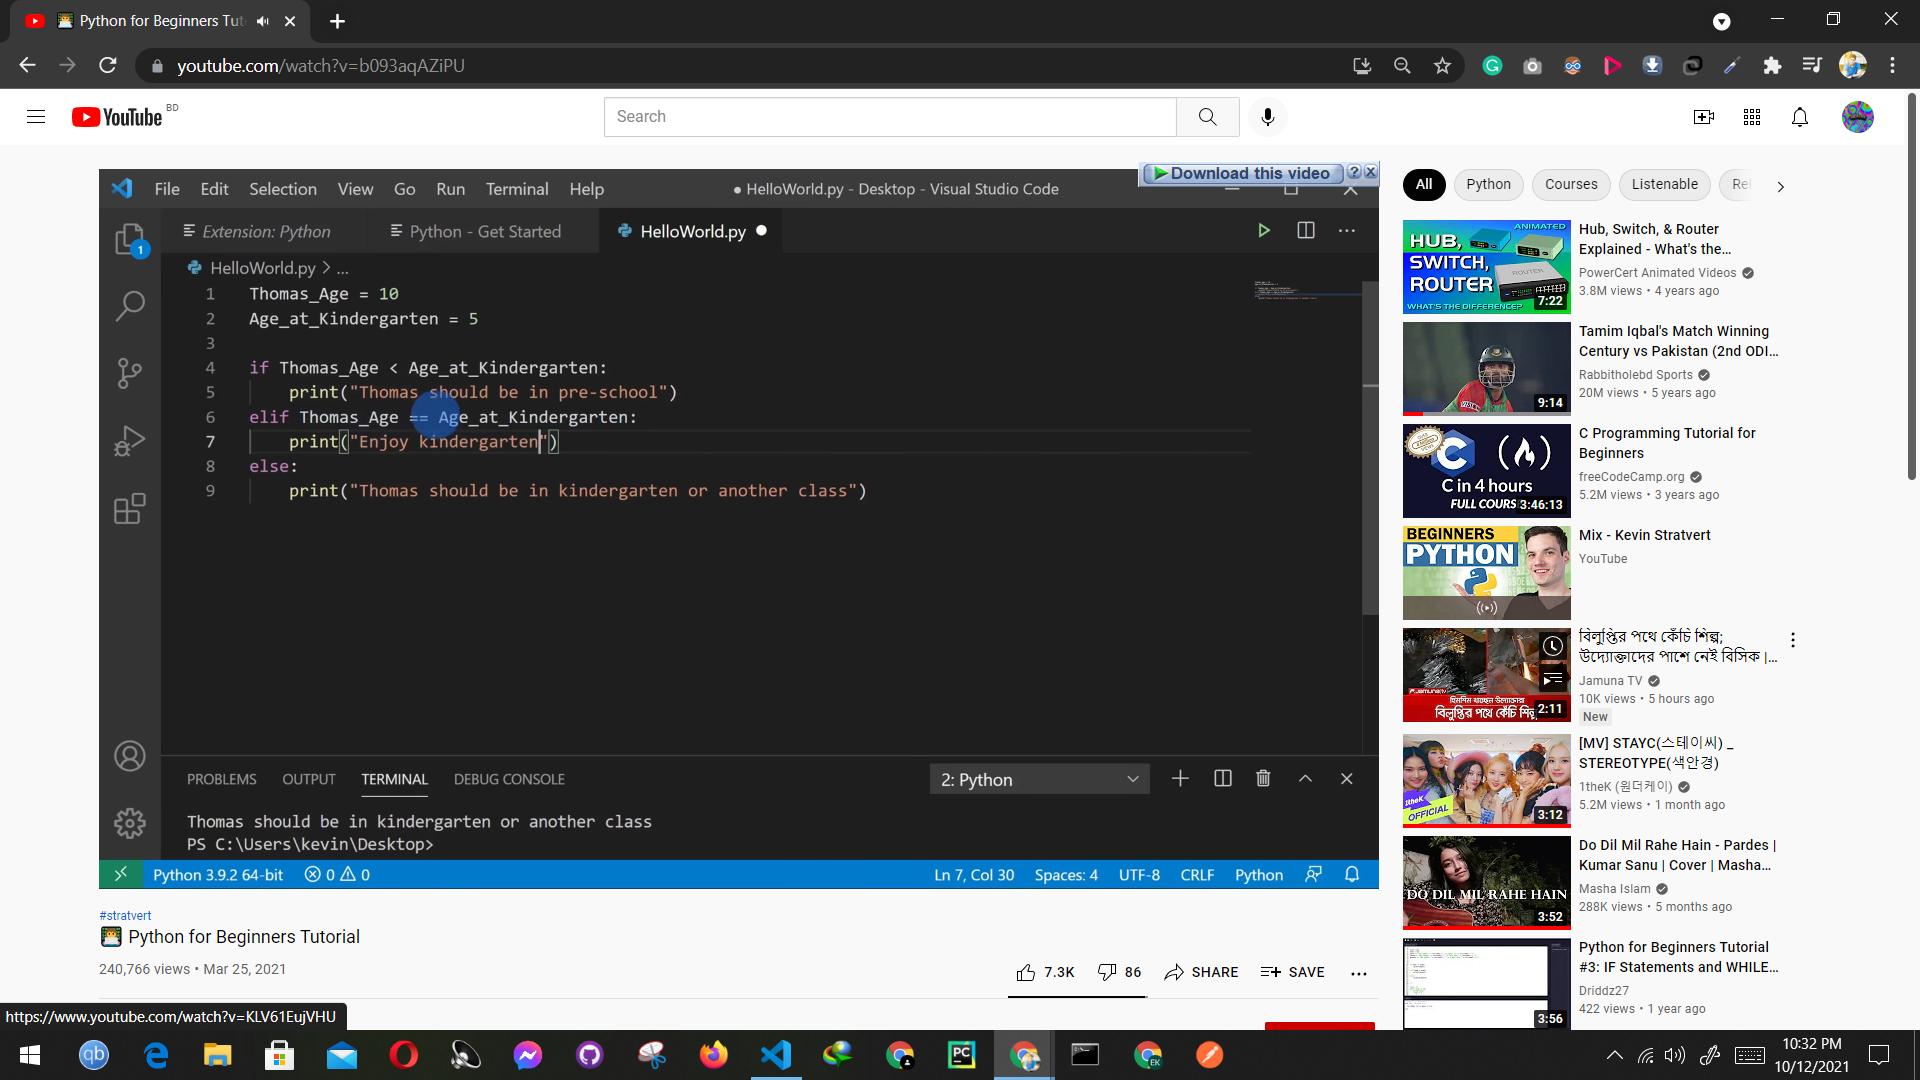 Python for Beginners Tut
youtube.com/watch?v=b093aqAZiPU
YouTube BD
Search
File Edit Selection View Go Run Terminal Help
● HelloWorld.py - Desktop - Visual Studio Code
Download this video ? X
Extension: Python
Python - Get Started
HelloWorld.py
1
HelloWorld.py > ...
1 Thomas_Age = 10
2 Age_at_Kindergarten = 5
3
4 if Thomas_Age < Age_at_Kindergarten:
5 print("Thomas should be in pre-school")
6 elif Thomas_Age == Age_at_Kindergarten:
7 print("Enjoy kindergarten")
8 else:
9 print("Thomas should be in kindergarten or another class")
PROBLEMS OUTPUT TERMINAL DEBUG CONSOLE
2: Python
Thomas should be in kindergarten or another class
PS C:\Users\kevin\Desktop>
Python 3.9.2 64-bit 0 0
Ln 7, Col 30 Spaces: 4 UTF-8 CRLF Python
#stratvert
Python for Beginners Tutorial
240,766 views • Mar 25, 2021
7.3K 86 SHARE SAVE
https://www.youtube.com/watch?v=KLV61EujVHU
All Python Courses Listenable Rel
ANIMATED
HUB,
SWITCH,
ROUTER
ROUTER
WHAT'S THE DIFFERENCE?
7:22
Hub, Switch, & Router
Explained - What's the...
PowerCert Animated Videos
3.8M views • 4 years ago
9:14
Tamim Iqbal's Match Winning
Century vs Pakistan (2nd ODI...
Rabbitholebd Sports
20M views • 5 years ago
C
C in 4 hours
FULL COURS
3:46:13
C Programming Tutorial for
Beginners
freeCodeCamp.org
5.2M views • 3 years ago
BEGINNERS
PYTHON
Mix - Kevin Stratvert
YouTube
JamunaTV
বিলুপ্তির পথে কেঁচি শিল্প
2:11
বিলুপ্তির পথে কেঁচি শিল্প;
উদ্যোক্তাদের পাশে নেই বিসিক |...
Jamuna TV
10K views • 5 hours ago
New
1theK
OFFICIAL
3:12
[MV] STAYC(스테이씨) _
STEREOTYPE(색안경)
1theK (원더케이)
5.2M views • 1 month ago
DO DIL MIL RAHE HAIN
3:52
Do Dil Mil Rahe Hain - Pardes |
Kumar Sanu | Cover | Masha...
Masha Islam
288K views • 5 months ago
3:56
Python for Beginners Tutorial
#3: IF Statements and WHILE...
Driddz27
422 views • 1 year ago
qb
PC
EK
10:32 PM
10/12/2021